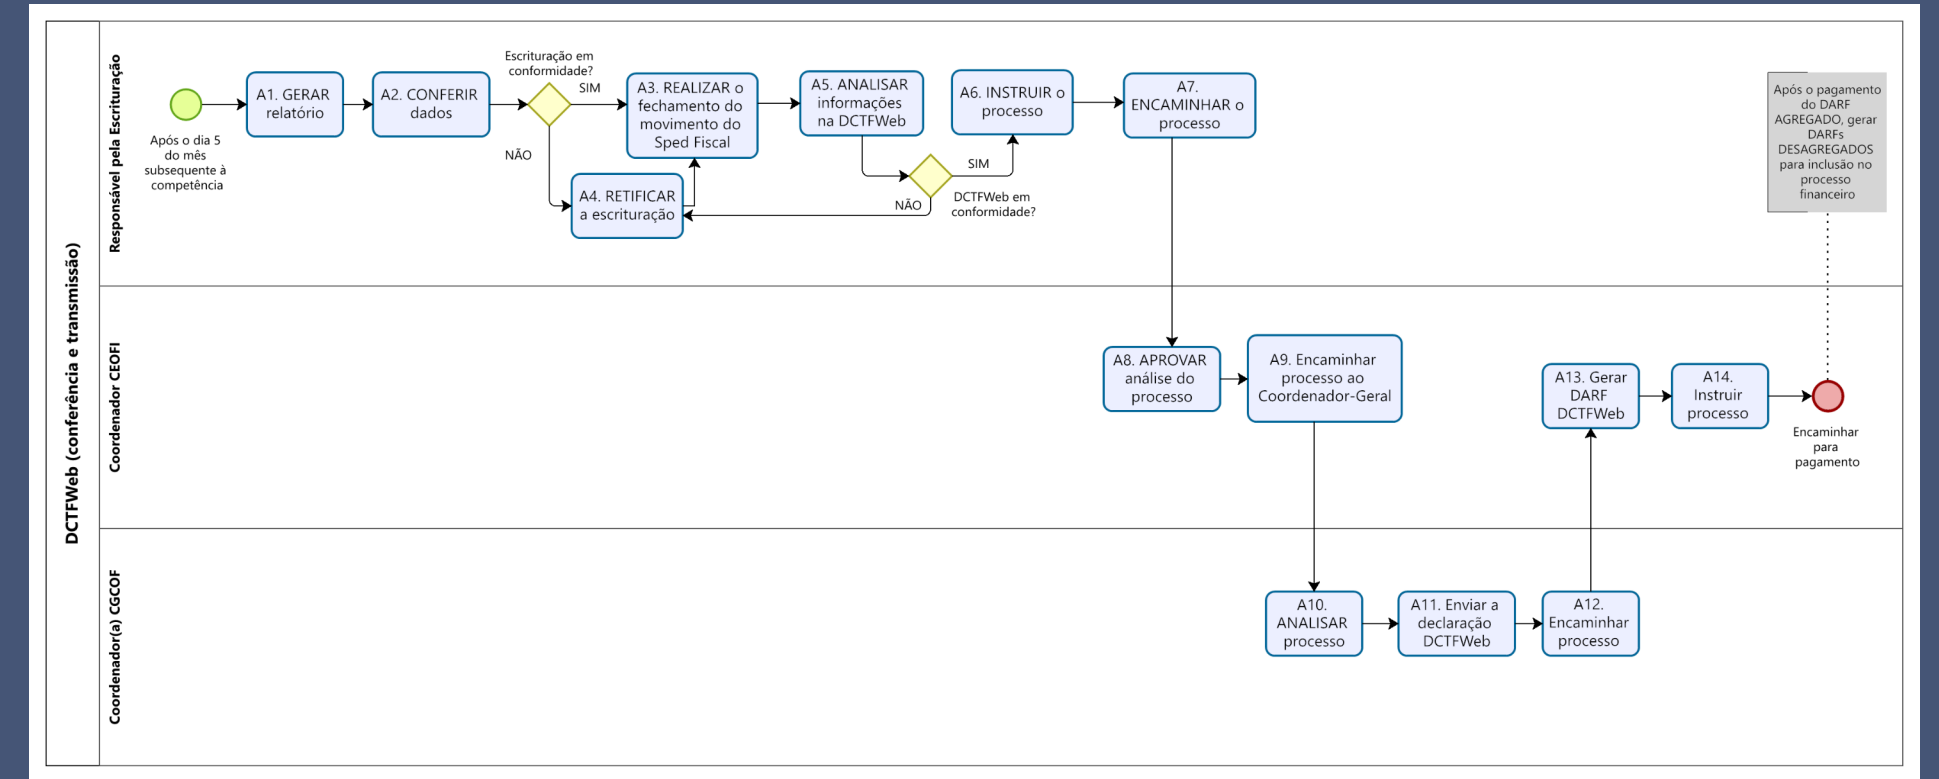 DCTFWeb (conferência e transmissão)
Responsável pela Escrituração
Após o dia 5
do mês
subsequente à
competência
A1. GERAR
relatório
A2. CONFERIR
dados
Escrituração em
conformidade?
SIM
NÃO
A3. REALIZAR o
fechamento do
movimento do
Sped Fiscal
A4. RETIFICAR
a escrituração
A5. ANALISAR
informações
na DCTFWeb
NÃO
SIM
DCTFWeb em
conformidade?
A6. INSTRUIR o
processo
A7.
ENCAMINHAR o
processo
Após o pagamento
do DARF
AGREGADO, gerar
DARFs
DESAGREGADOS
para inclusão no
processo
financeiro
Coordenador CEOFI
A8. APROVAR
análise do
processo
A9. Encaminhar
processo ao
Coordenador-Geral
A13. Gerar
DARF
DCTFWeb
A14.
Instruir
processo
Encaminhar
para
pagamento
Coordenador(a) CGCOF
A10.
ANALISAR
processo
A11. Enviar a
declaração
DCTFWeb
A12.
Encaminhar
processo